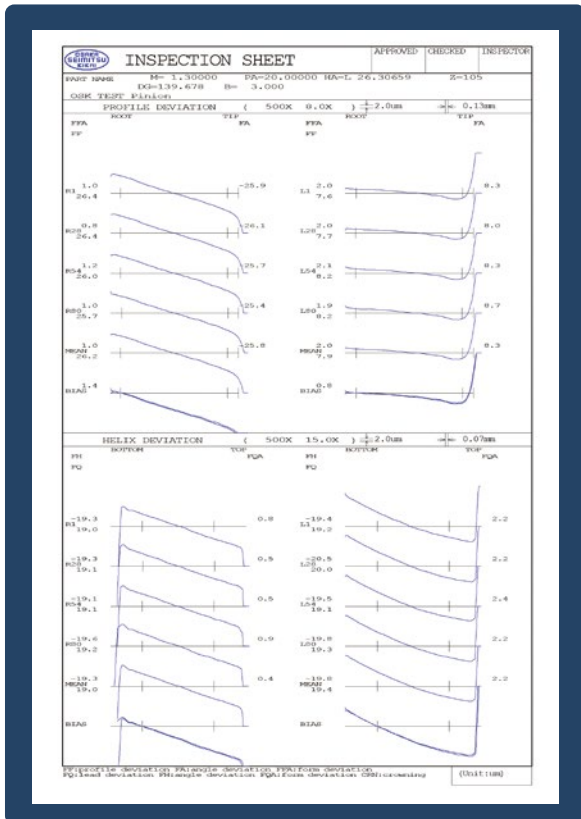 OSAKA
SEIMITSU
KIKAI
INSPECTION SHEET
APPROVED CHECKED INSPECTOR
PART NAME M= 1.30000 PA=20.00000 HA=L 26.30659 Z=105
DG=139.678 B= 3.000
OSK TEST Pinion
PROFILE DEVIATION ( 500X 8.0X ) 2.0um 0.13mm
ROOT TIP ROOT TIP
FFA FA FFA FA
FF FF
R1 1.0 26.4 -25.9 L1 2.0 7.6 8.3
R28 0.8 26.4 -26.1 L28 2.0 7.7 8.0
R54 1.2 26.0 -25.7 L54 2.1 8.2 8.3
R80 1.0 25.7 -25.4 L80 1.9 8.2 8.7
MEAN 1.0 26.2 -25.8 MEAN 2.0 7.9 8.3
BIAS 1.4 BIAS 0.8
HELIX DEVIATION ( 500X 15.0X ) 2.0um 0.07mm
BOTTOM TOP BOTTOM TOP
FH FQA FH FQA
FQ FQ
R1 -19.3 19.0 0.8 L1 -19.4 19.2 2.2
R28 -19.3 19.1 0.5 L28 -20.5 20.0 2.2
R54 -19.1 19.1 0.5 L54 -19.5 19.1 2.4
R80 -19.6 19.2 0.9 L80 -19.8 19.3 2.2
MEAN -19.3 19.0 0.4 MEAN -19.8 19.4 2.2
BIAS BIAS
FF:profile deviation FA:angle deviation FFA:form deviation
FQ:lead deviation FH:angle deviation FQA:form deviation CRN:crowning
(Unit:um)